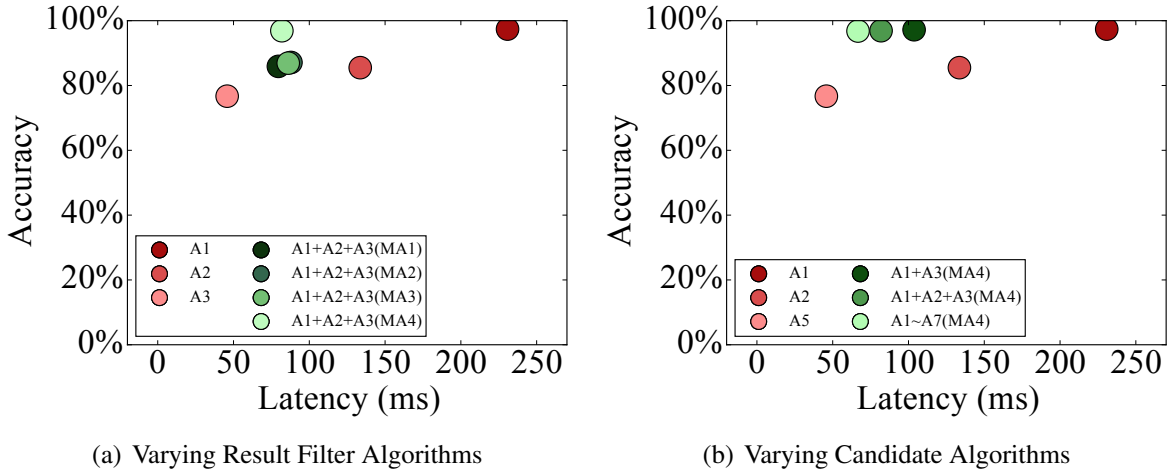 100%
80%
60%
40%
20%
0%
Accuracy
A1
A2
A3
A1+A2+A3(MA1)
A1+A2+A3(MA2)
A1+A2+A3(MA3)
A1+A2+A3(MA4)
0 50 100 150 200 250
Latency (ms)
(a) Varying Result Filter Algorithms
100%
80%
60%
40%
20%
0%
Accuracy
A1
A2
A5
A1+A3(MA4)
A1+A2+A3(MA4)
A1~A7(MA4)
0 50 100 150 200 250
Latency (ms)
(b) Varying Candidate Algorithms